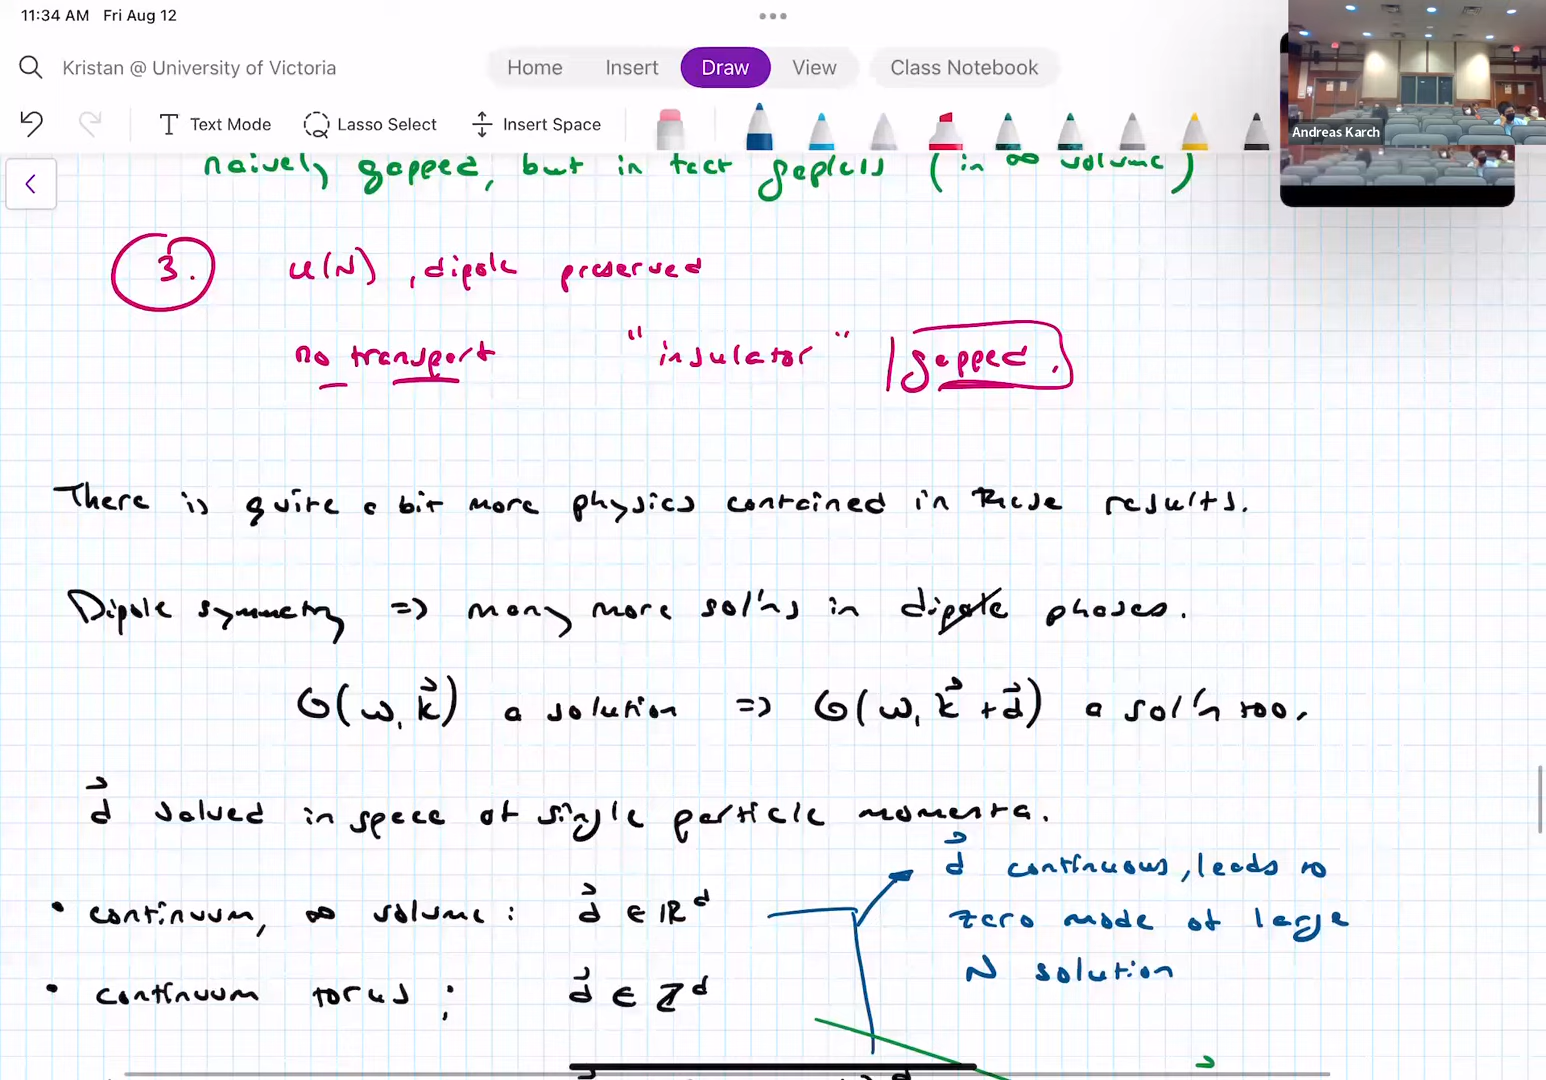 11:34 AM Fri Aug 12
Kristan @ University of Victoria
Home Insert Draw View Class Notebook
Text Mode Lasso Select Insert Space
Andreas Karch
naively gapped, but in fact gapless (in ∞ volume)
3. U(N), dipole preserved
no transport "insulator" gapped.
There is quite a bit more physics contained in these results.
Dipole symmetry => many more sol'ns in dipole phases.
G(ω, k⃗) a solution => G(ω, k⃗ + d⃗) a sol'n too.
d⃗ valued in space of single particle momenta.
d⃗ continuous, leads to
zero mode of large
N solution
• continuum, ∞ volume: d⃗ ∈ ℝ^d
• continuum torus: d⃗ ∈ ℤ^d